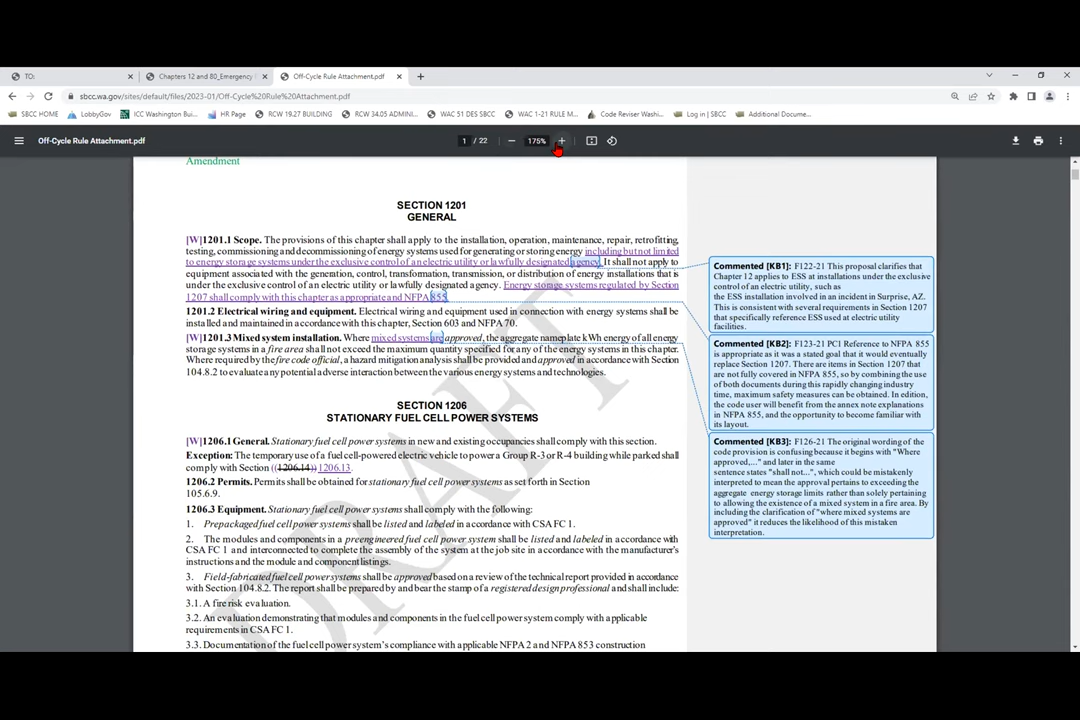 TO:
Chapters 12 and 80_Emergency
Off-Cycle Rule Attachment.pdf
sbcc.wa.gov/sites/default/files/2023-01/Off-Cycle%20Rule%20Attachment.pdf
SBCC HOME LobbyGov ICC Washington Bui... HR Page RCW 19.27 BUILDING RCW 34.05 ADMINI... WAC 51 DES SBCC WAC 1-21 RULE M... Code Reviser Washi... Log in | SBCC Additional Docume...
Off-Cycle Rule Attachment.pdf 1 / 22 175%
Amendment
SECTION 1201
GENERAL
[W]1201.1 Scope. The provisions of this chapter shall apply to the installation, operation, maintenance, repair, retrofitting,
testing, commissioning and decommissioning of energy systems used for generating or storing energy including but not limited
to energy storage systems under the exclusive control of an electric utility or lawfully designated agency. It shall not apply to
equipment associated with the generation, control, transformation, transmission, or distribution of energy installations that is
under the exclusive control of an electric utility or lawfully designated agency. Energy storage systems regulated by Section
1207 shall comply with this chapter as appropriate and NFPA 855.
1201.2 Electrical wiring and equipment. Electrical wiring and equipment used in connection with energy systems shall be
installed and maintained in accordance with this chapter, Section 603 and NFPA 70.
[W]1201.3 Mixed system installation. Where mixed systems are approved, the aggregate nameplate kWh energy of all energy
storage systems in a fire area shall not exceed the maximum quantity specified for any of the energy systems in this chapter.
Where required by the fire code official, a hazard mitigation analysis shall be provided and approved in accordance with Section
104.8.2 to evaluate any potential adverse interaction between the various energy systems and technologies.
SECTION 1206
STATIONARY FUEL CELL POWER SYSTEMS
[W]1206.1 General. Stationary fuel cell power systems in new and existing occupancies shall comply with this section.
Exception: The temporary use of a fuel cell-powered electric vehicle to power a Group R-3 or R-4 building while parked shall
comply with Section ((1206.14)) 1206.13.
1206.2 Permits. Permits shall be obtained for stationary fuel cell power systems as set forth in Section
105.6.9.
1206.3 Equipment. Stationary fuel cell power systems shall comply with the following:
1. Prepackaged fuel cell power systems shall be listed and labeled in accordance with CSA FC 1.
2. The modules and components in a preengineered fuel cell power system shall be listed and labeled in accordance with
CSA FC 1 and interconnected to complete the assembly of the system at the job site in accordance with the manufacturer's
instructions and the module and component listings.
3. Field-fabricated fuel cell power systems shall be approved based on a review of the technical report provided in accordance
with Section 104.8.2. The report shall be prepared by and bear the stamp of a registered design professional and shall include:
3.1. A fire risk evaluation.
3.2. An evaluation demonstrating that modules and components in the fuel cell power system comply with applicable
requirements in CSA FC 1.
3.3. Documentation of the fuel cell power system's compliance with applicable NFPA 2 and NFPA 853 construction
DRAFT
Commented [KB1]: F122-21 This proposal clarifies that
Chapter 12 applies to ESS at installations under the exclusive
control of an electric utility, such as
the ESS installation involved in an incident in Surprise, AZ.
This is consistent with several requirements in Section 1207
that specifically reference ESS used at electric utility
facilities.
Commented [KB2]: F123-21 PC1 Reference to NFPA 855
is appropriate as it was a stated goal that it would eventually
replace Section 1207. There are items in Section 1207 that
are not fully covered in NFPA 855, so by combining the use
of both documents during this rapidly changing industry
time, maximum safety measures can be obtained. In edition,
the code user will benefit from the annex note explanations
in NFPA 855, and the opportunity to become familiar with
its layout.
Commented [KB3]: F126-21 The original wording of the
code provision is confusing because it begins with "Where
approved,..." and later in the same
sentence states "shall not...", which could be mistakenly
interpreted to mean the approval pertains to exceeding the
aggregate energy storage limits rather than solely pertaining
to allowing the existence of a mixed system in a fire area. By
including the clarification of "where mixed systems are
approved" it reduces the likelihood of this mistaken
interpretation.